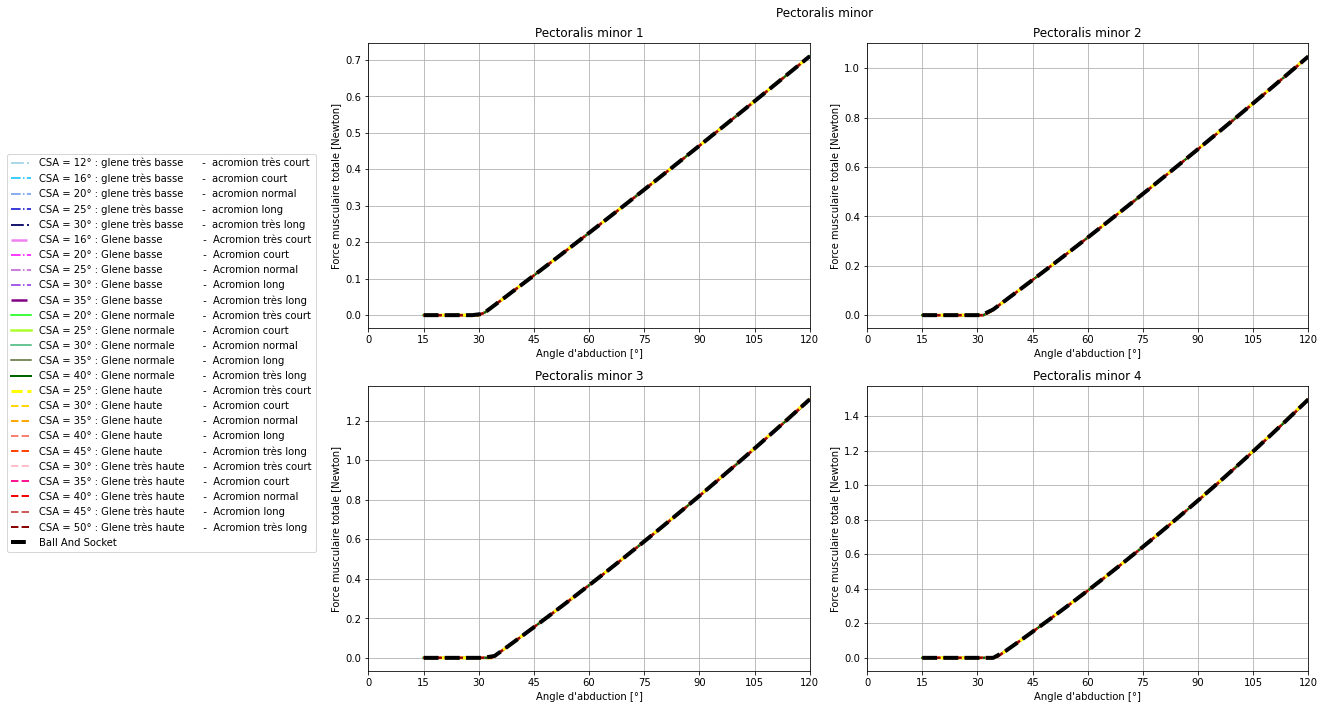 Pectoralis minor
CSA = 12° : glene très basse - acromion très court
CSA = 16° : glene très basse - acromion court
CSA = 20° : glene très basse - acromion normal
CSA = 25° : glene très basse - acromion long
CSA = 30° : glene très basse - acromion très long
CSA = 16° : Glene basse - Acromion très court
CSA = 20° : Glene basse - Acromion court
CSA = 25° : Glene basse - Acromion normal
CSA = 30° : Glene basse - Acromion long
CSA = 35° : Glene basse - Acromion très long
CSA = 20° : Glene normale - Acromion très court
CSA = 25° : Glene normale - Acromion court
CSA = 30° : Glene normale - Acromion normal
CSA = 35° : Glene normale - Acromion long
CSA = 40° : Glene normale - Acromion très long
CSA = 25° : Glene haute - Acromion très court
CSA = 30° : Glene haute - Acromion court
CSA = 35° : Glene haute - Acromion normal
CSA = 40° : Glene haute - Acromion long
CSA = 45° : Glene haute - Acromion très long
CSA = 30° : Glene très haute - Acromion très court
CSA = 35° : Glene très haute - Acromion court
CSA = 40° : Glene très haute - Acromion normal
CSA = 45° : Glene très haute - Acromion long
CSA = 50° : Glene très haute - Acromion très long
Ball And Socket
Pectoralis minor 1
Force musculaire totale [Newton]
0.7
0.6
0.5
0.4
0.3
0.2
0.1
0.0
0 15 30 45 60 75 90 105 120
Angle d'abduction [°]
Pectoralis minor 2
Force musculaire totale [Newton]
1.0
0.8
0.6
0.4
0.2
0.0
0 15 30 45 60 75 90 105 120
Angle d'abduction [°]
Pectoralis minor 3
Force musculaire totale [Newton]
1.2
1.0
0.8
0.6
0.4
0.2
0.0
0 15 30 45 60 75 90 105 120
Angle d'abduction [°]
Pectoralis minor 4
Force musculaire totale [Newton]
1.4
1.2
1.0
0.8
0.6
0.4
0.2
0.0
0 15 30 45 60 75 90 105 120
Angle d'abduction [°]